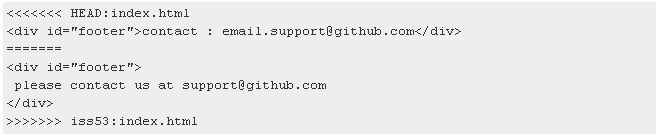 <<<<<<< HEAD:index.html
<div id="footer">contact : email.support@github.com</div>
=======
<div id="footer">
 please contact us at support@github.com
</div>
>>>>>>> iss53:index.html